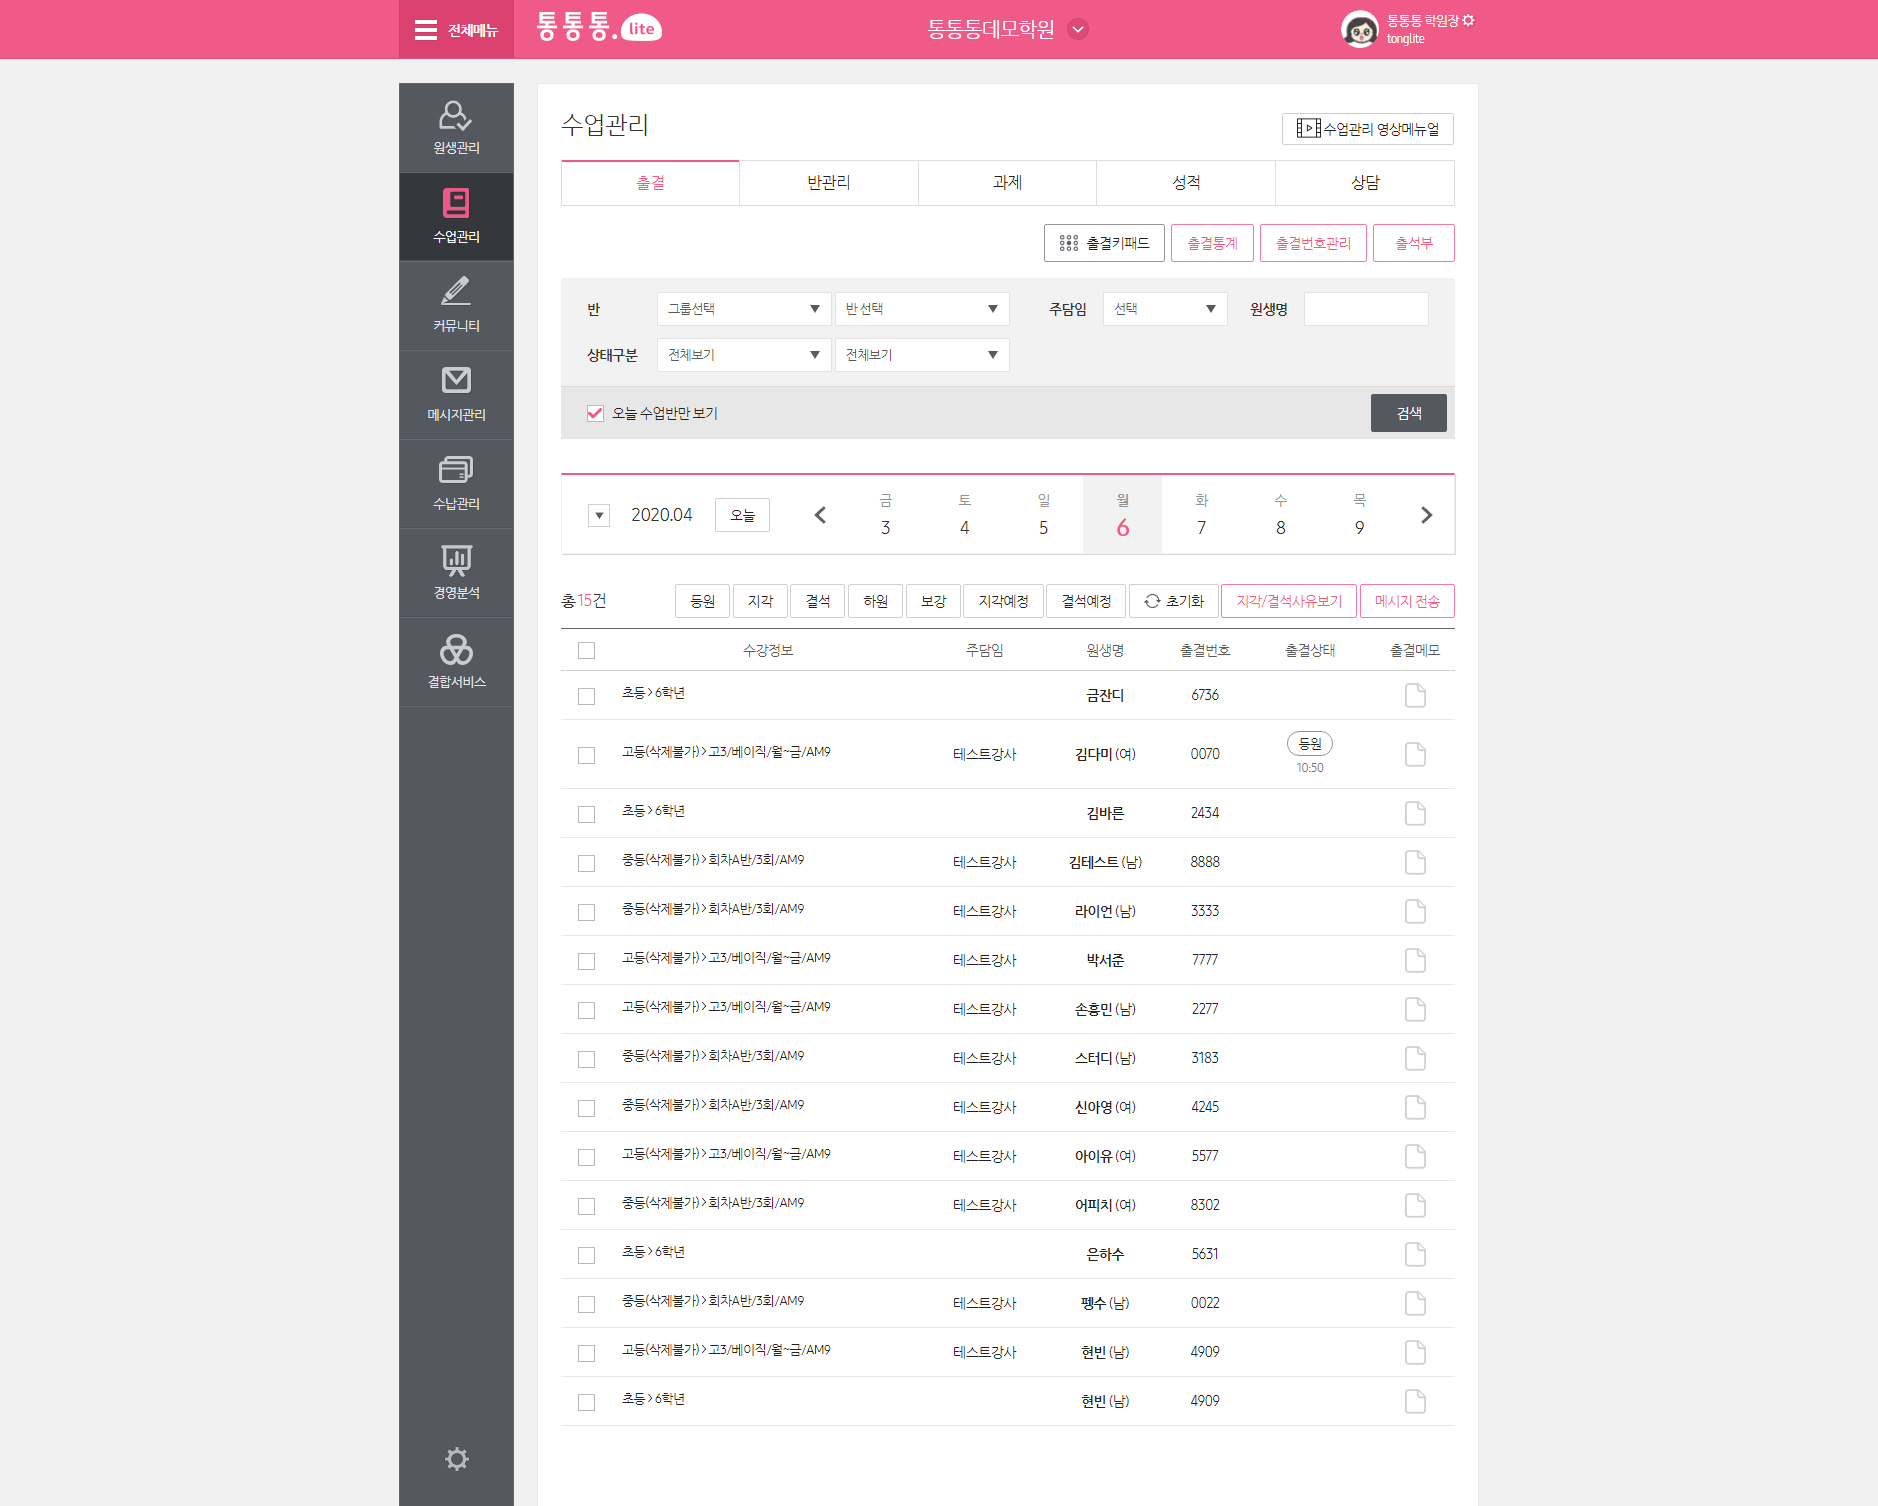 전체메뉴
통통통.lite
통통통데모학원
통통통 학원장
tonglite
원생관리
수업관리
커뮤니티
메시지관리
수납관리
경영분석
결합서비스
수업관리
수업관리 영상메뉴얼
출결 반관리 과제 성적 상담
출결키패드 출결통계 출결번호관리 출석부
반 그룹선택 반 선택 주담임 선택 원생명
상태구분 전체보기 전체보기
오늘 수업반만 보기 검색
금 토 일 월 화 수 목
2020.04 오늘 3 4 5 6 7 8 9
총 15건 등원 지각 결석 하원 보강 지각예정 결석예정 초기화 지각/결석사유보기 메시지 전송
수강정보 주담임 원생명 출결번호 출결상태 출결메모
초등 > 6학년 금잔디 6736
고등(삭제불가) > 고3/베이직/월~금/AM9 테스트강사 김다미 (여) 0070 등원
10:50
초등 > 6학년 김바른 2434
중등(삭제불가) > 회차A반/3회/AM9 테스트강사 김테스트 (남) 8888
중등(삭제불가) > 회차A반/3회/AM9 테스트강사 라이언 (남) 3333
고등(삭제불가) > 고3/베이직/월~금/AM9 테스트강사 박서준 7777
고등(삭제불가) > 고3/베이직/월~금/AM9 테스트강사 손흥민 (남) 2277
중등(삭제불가) > 회차A반/3회/AM9 테스트강사 스터디 (남) 3183
중등(삭제불가) > 회차A반/3회/AM9 테스트강사 신아영 (여) 4245
고등(삭제불가) > 고3/베이직/월~금/AM9 테스트강사 아이유 (여) 5577
중등(삭제불가) > 회차A반/3회/AM9 테스트강사 어피치 (여) 8302
초등 > 6학년 은하수 5631
중등(삭제불가) > 회차A반/3회/AM9 테스트강사 펭수 (남) 0022
고등(삭제불가) > 고3/베이직/월~금/AM9 테스트강사 현빈 (남) 4909
초등 > 6학년 현빈 (남) 4909